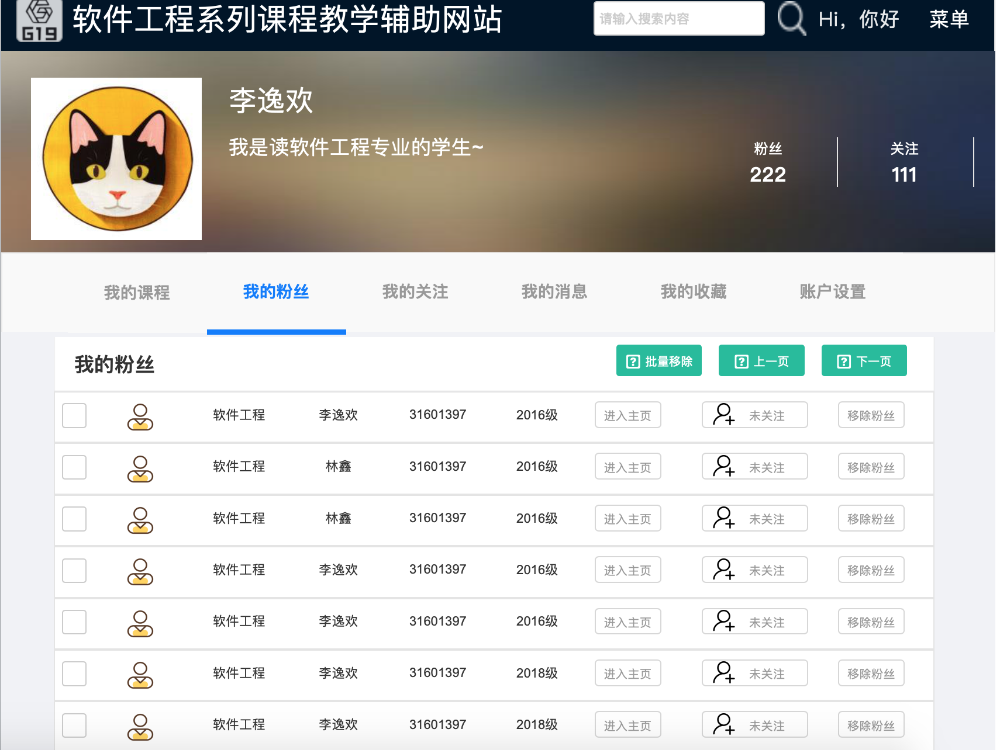 G19 软件工程系列课程教学辅助网站 请输入搜索内容 Hi，你好 菜单
李逸欢
我是读软件工程专业的学生~
粉丝 关注
222 111
我的课程 我的粉丝 我的关注 我的消息 我的收藏 账户设置
我的粉丝 ? 批量移除 ? 上一页 ? 下一页
软件工程 李逸欢 31601397 2016级 进入主页 未关注 移除粉丝
软件工程 林鑫 31601397 2016级 进入主页 未关注 移除粉丝
软件工程 林鑫 31601397 2016级 进入主页 未关注 移除粉丝
软件工程 李逸欢 31601397 2016级 进入主页 未关注 移除粉丝
软件工程 李逸欢 31601397 2016级 进入主页 未关注 移除粉丝
软件工程 李逸欢 31601397 2018级 进入主页 未关注 移除粉丝
软件工程 李逸欢 31601397 2018级 进入主页 未关注 移除粉丝